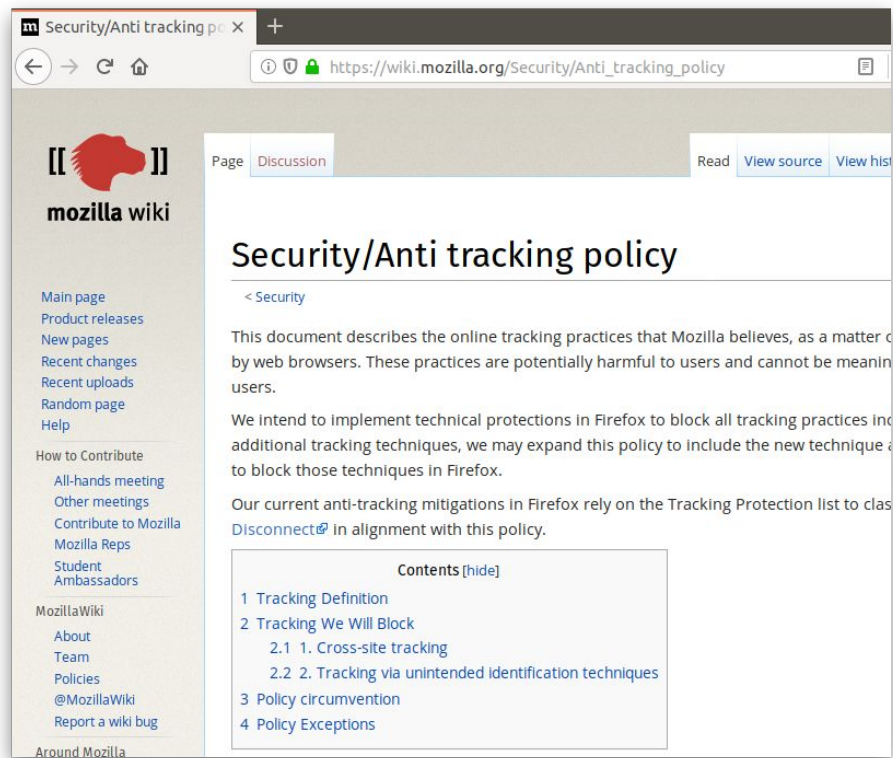 m Security/Anti tracking po
https://wiki.mozilla.org/Security/Anti_tracking_policy
[[ ]]
mozilla wiki
Page Discussion Read View source View hist
Security/Anti tracking policy
< Security
This document describes the online tracking practices that Mozilla believes, as a matter
by web browsers. These practices are potentially harmful to users and cannot be
users.
We intend to implement technical protections in Firefox to block all tracking practices
additional tracking techniques, we may expand this policy to include the new technique
to block those techniques in Firefox.
Our current anti-tracking mitigations in Firefox rely on the Tracking Protection list to
Disconnect in alignment with this policy.
Contents [hide]
1 Tracking Definition
2 Tracking We Will Block
2.1 1. Cross-site tracking
2.2 2. Tracking via unintended identification techniques
3 Policy circumvention
4 Policy Exceptions
Main page
Product releases
New pages
Recent changes
Recent uploads
Random page
Help
How to Contribute
All-hands meeting
Other meetings
Contribute to Mozilla
Mozilla Reps
Student
Ambassadors
MozillaWiki
About
Team
Policies
@MozillaWiki
Report a wiki bug
Around Mozilla